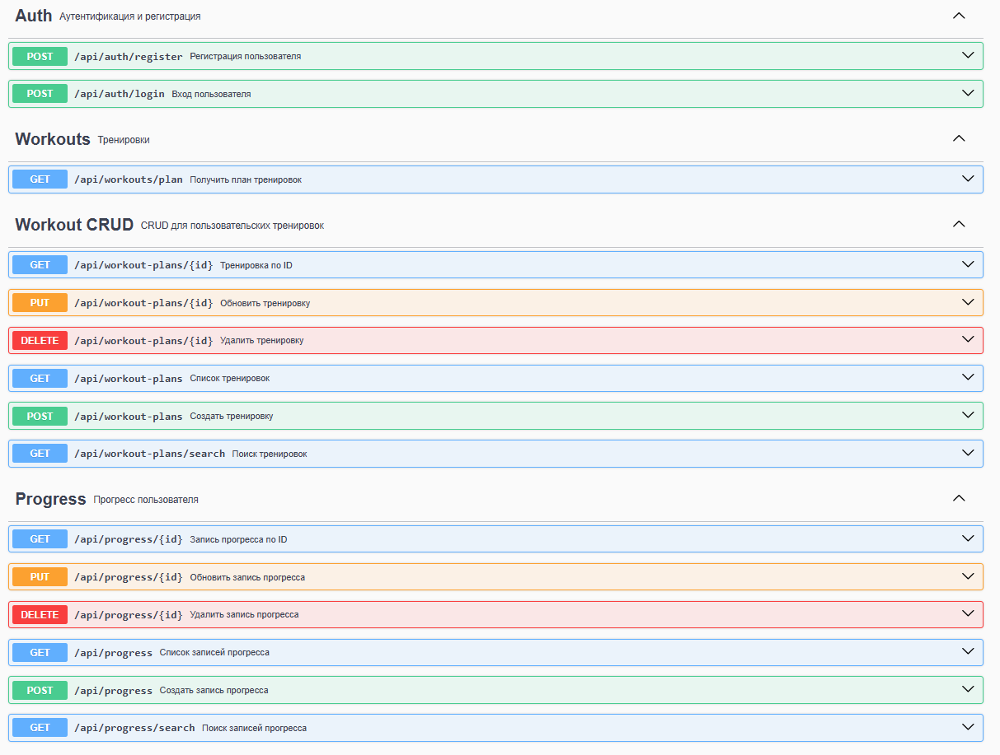 Auth Аутентификация и регистрация
POST /api/auth/register Регистрация пользователя
POST /api/auth/login Вход пользователя
Workouts Тренировки
GET /api/workouts/plan Получить план тренировок
Workout CRUD CRUD для пользовательских тренировок
GET /api/workout-plans/{id} Тренировка по ID
PUT /api/workout-plans/{id} Обновить тренировку
DELETE /api/workout-plans/{id} Удалить тренировку
GET /api/workout-plans Список тренировок
POST /api/workout-plans Создать тренировку
GET /api/workout-plans/search Поиск тренировок
Progress Прогресс пользователя
GET /api/progress/{id} Запись прогресса по ID
PUT /api/progress/{id} Обновить запись прогресса
DELETE /api/progress/{id} Удалить запись прогресса
GET /api/progress Список записей прогресса
POST /api/progress Создать запись прогресса
GET /api/progress/search Поиск записей прогресса